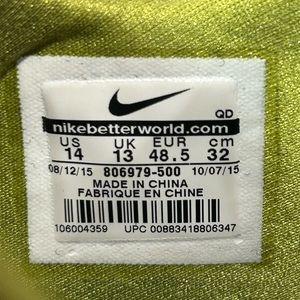 QD
nikebetterworld.com
US UK EUR cm
14 13 48.5 32
08/12/15 806979-500 10/07/15
MADE IN CHINA
FABRIQUE EN CHINE
106004359 UPC 00883418806347